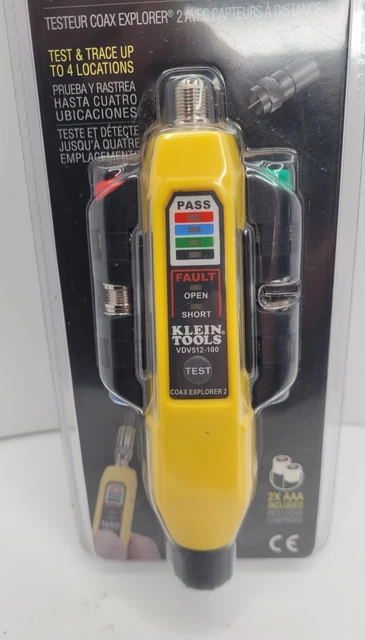 TESTEUR COAX EXPLORER® 2 AVEC CAPTEURS À DISTANCE
TEST & TRACE UP
TO 4 LOCATIONS
PRUEBA Y RASTREA
HASTA CUATRO
UBICACIONES
TESTE ET DÉTECTE
JUSQU'À QUATRE
EMPLACEMENTS
PASS
FAULT
OPEN
SHORT
KLEIN®
TOOLS
VDV512-100
TEST
COAX EXPLORER 2
2X AAA
INCLUDED
CE